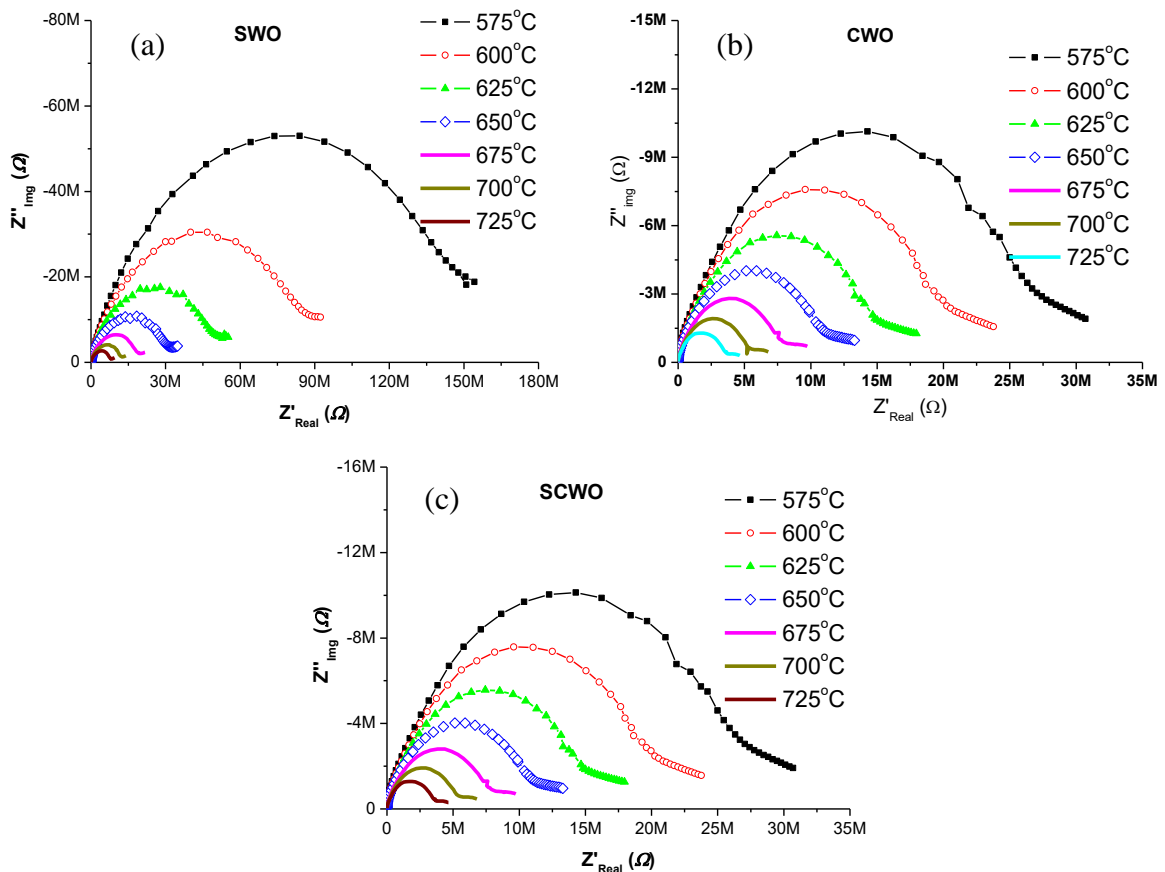 (a)
SWO
-80M
-60M
-40M
-20M
0
0
30M
60M
90M
120M
150M
180M
Z''Img (Ω)
Z'Real (Ω)
575°C
600°C
625°C
650°C
675°C
700°C
725°C
(b)
CWO
-15M
-12M
-9M
-6M
-3M
0
0
5M
10M
15M
20M
25M
30M
35M
Z''img (Ω)
Z'Real (Ω)
575°C
600°C
625°C
650°C
675°C
700°C
725°C
(c)
SCWO
-16M
-12M
-8M
-4M
0
0
5M
10M
15M
20M
25M
30M
35M
Z''Img (Ω)
Z'Real (Ω)
575°C
600°C
625°C
650°C
675°C
700°C
725°C